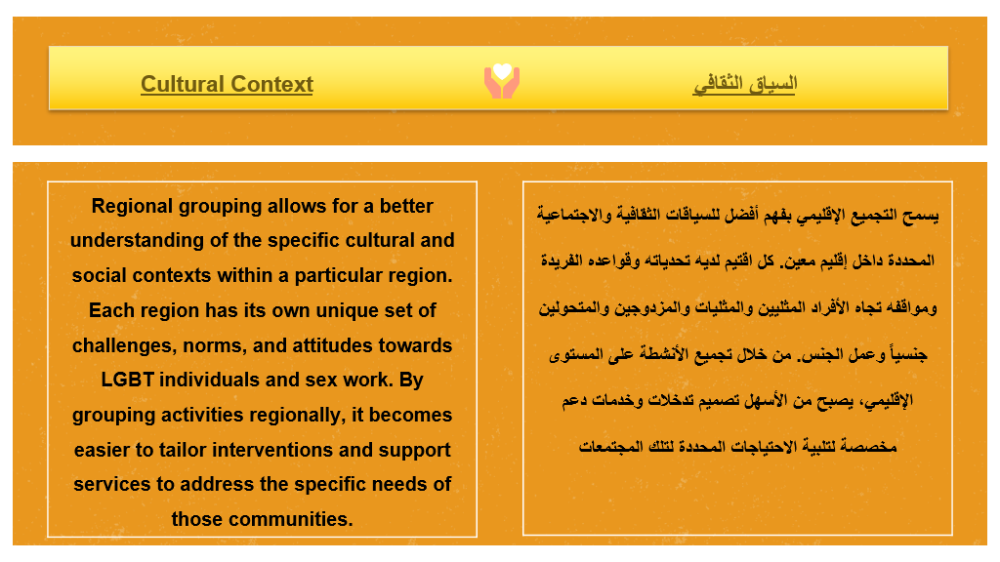 Cultural Context
السياق الثقافي
Regional grouping allows for a better
understanding of the specific cultural and
social contexts within a particular region.
Each region has its own unique set of
challenges, norms, and attitudes towards
LGBT individuals and sex work. By
grouping activities regionally, it becomes
easier to tailor interventions and support
services to address the specific needs of
those communities.
يسمح التجميع الإقليمي بفهم أفضل للسياقات الثقافية والاجتماعية
المحددة داخل إقليم معين. كل اقتيم لديه تحدياته وقواعده الفريدة
ومواقفه تجاه الأفراد المثليين والمثليات والمزدوجين والمتحولين
جنسياً وعمل الجنس. من خلال تجميع الأنشطة على المستوى
الإقليمي، يصبح من الأسهل تصميم تدخلات وخدمات دعم
مخصصة لتلبية الاحتياجات المحددة لتلك المجتمعات